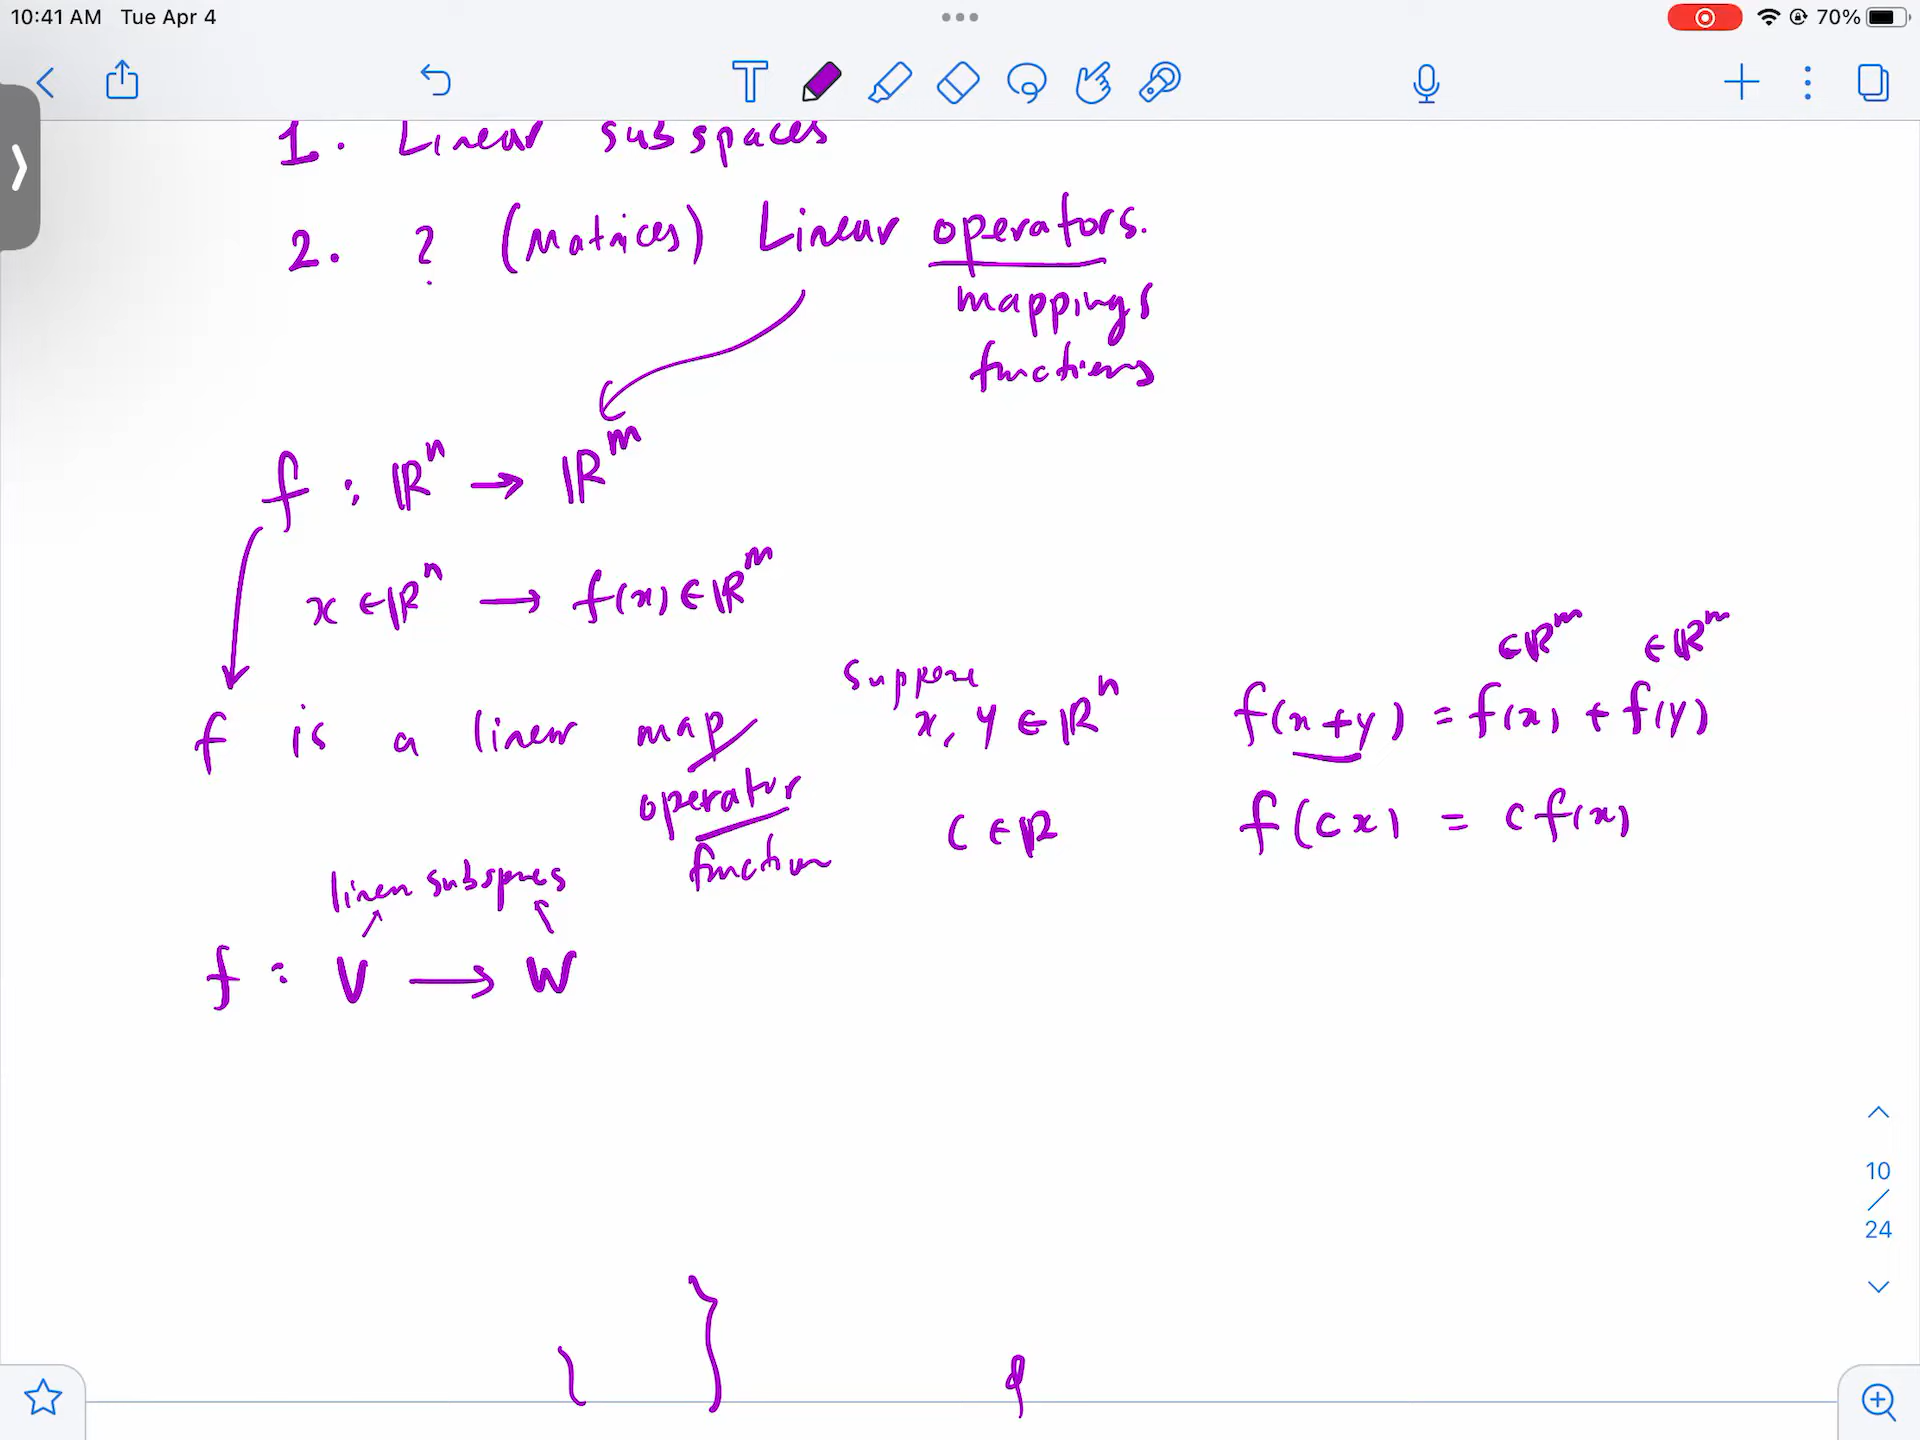 10:41 AM Tue Apr 4
70%
1. Linear subspaces
2. ? (Matrices) Linear operators.
mappings
functions
f : ℝⁿ → ℝᵐ
x ∈ ℝⁿ → f(x) ∈ ℝᵐ
∈ ℝᵐ ∈ ℝᵐ
f is a linear map
operator
function
suppose
x, y ∈ ℝⁿ
f(x+y) = f(x) + f(y)
c ∈ ℝ
f(cx) = c f(x)
linear subspaces
f : V → W
10
/
24